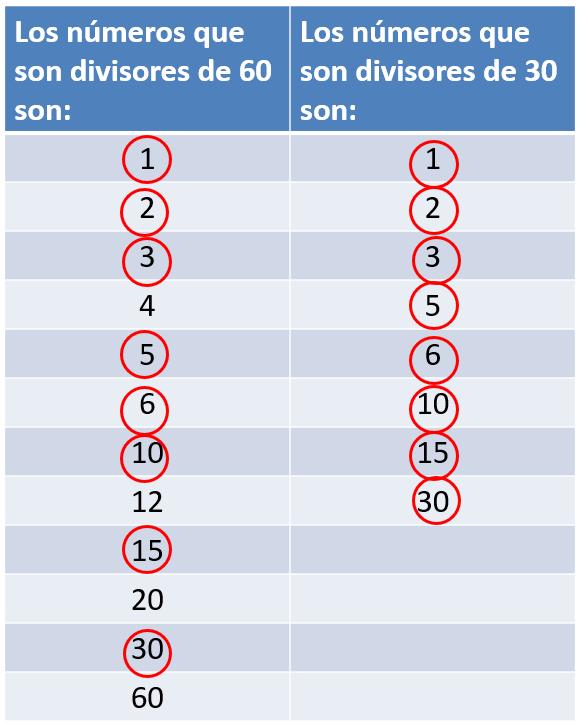 Los números que
son divisores de 60
son:
Los números que
son divisores de 30
son:
1 1
2 2
3 3
4 5
5 6
6 10
10 15
12 30
15
20
30
60